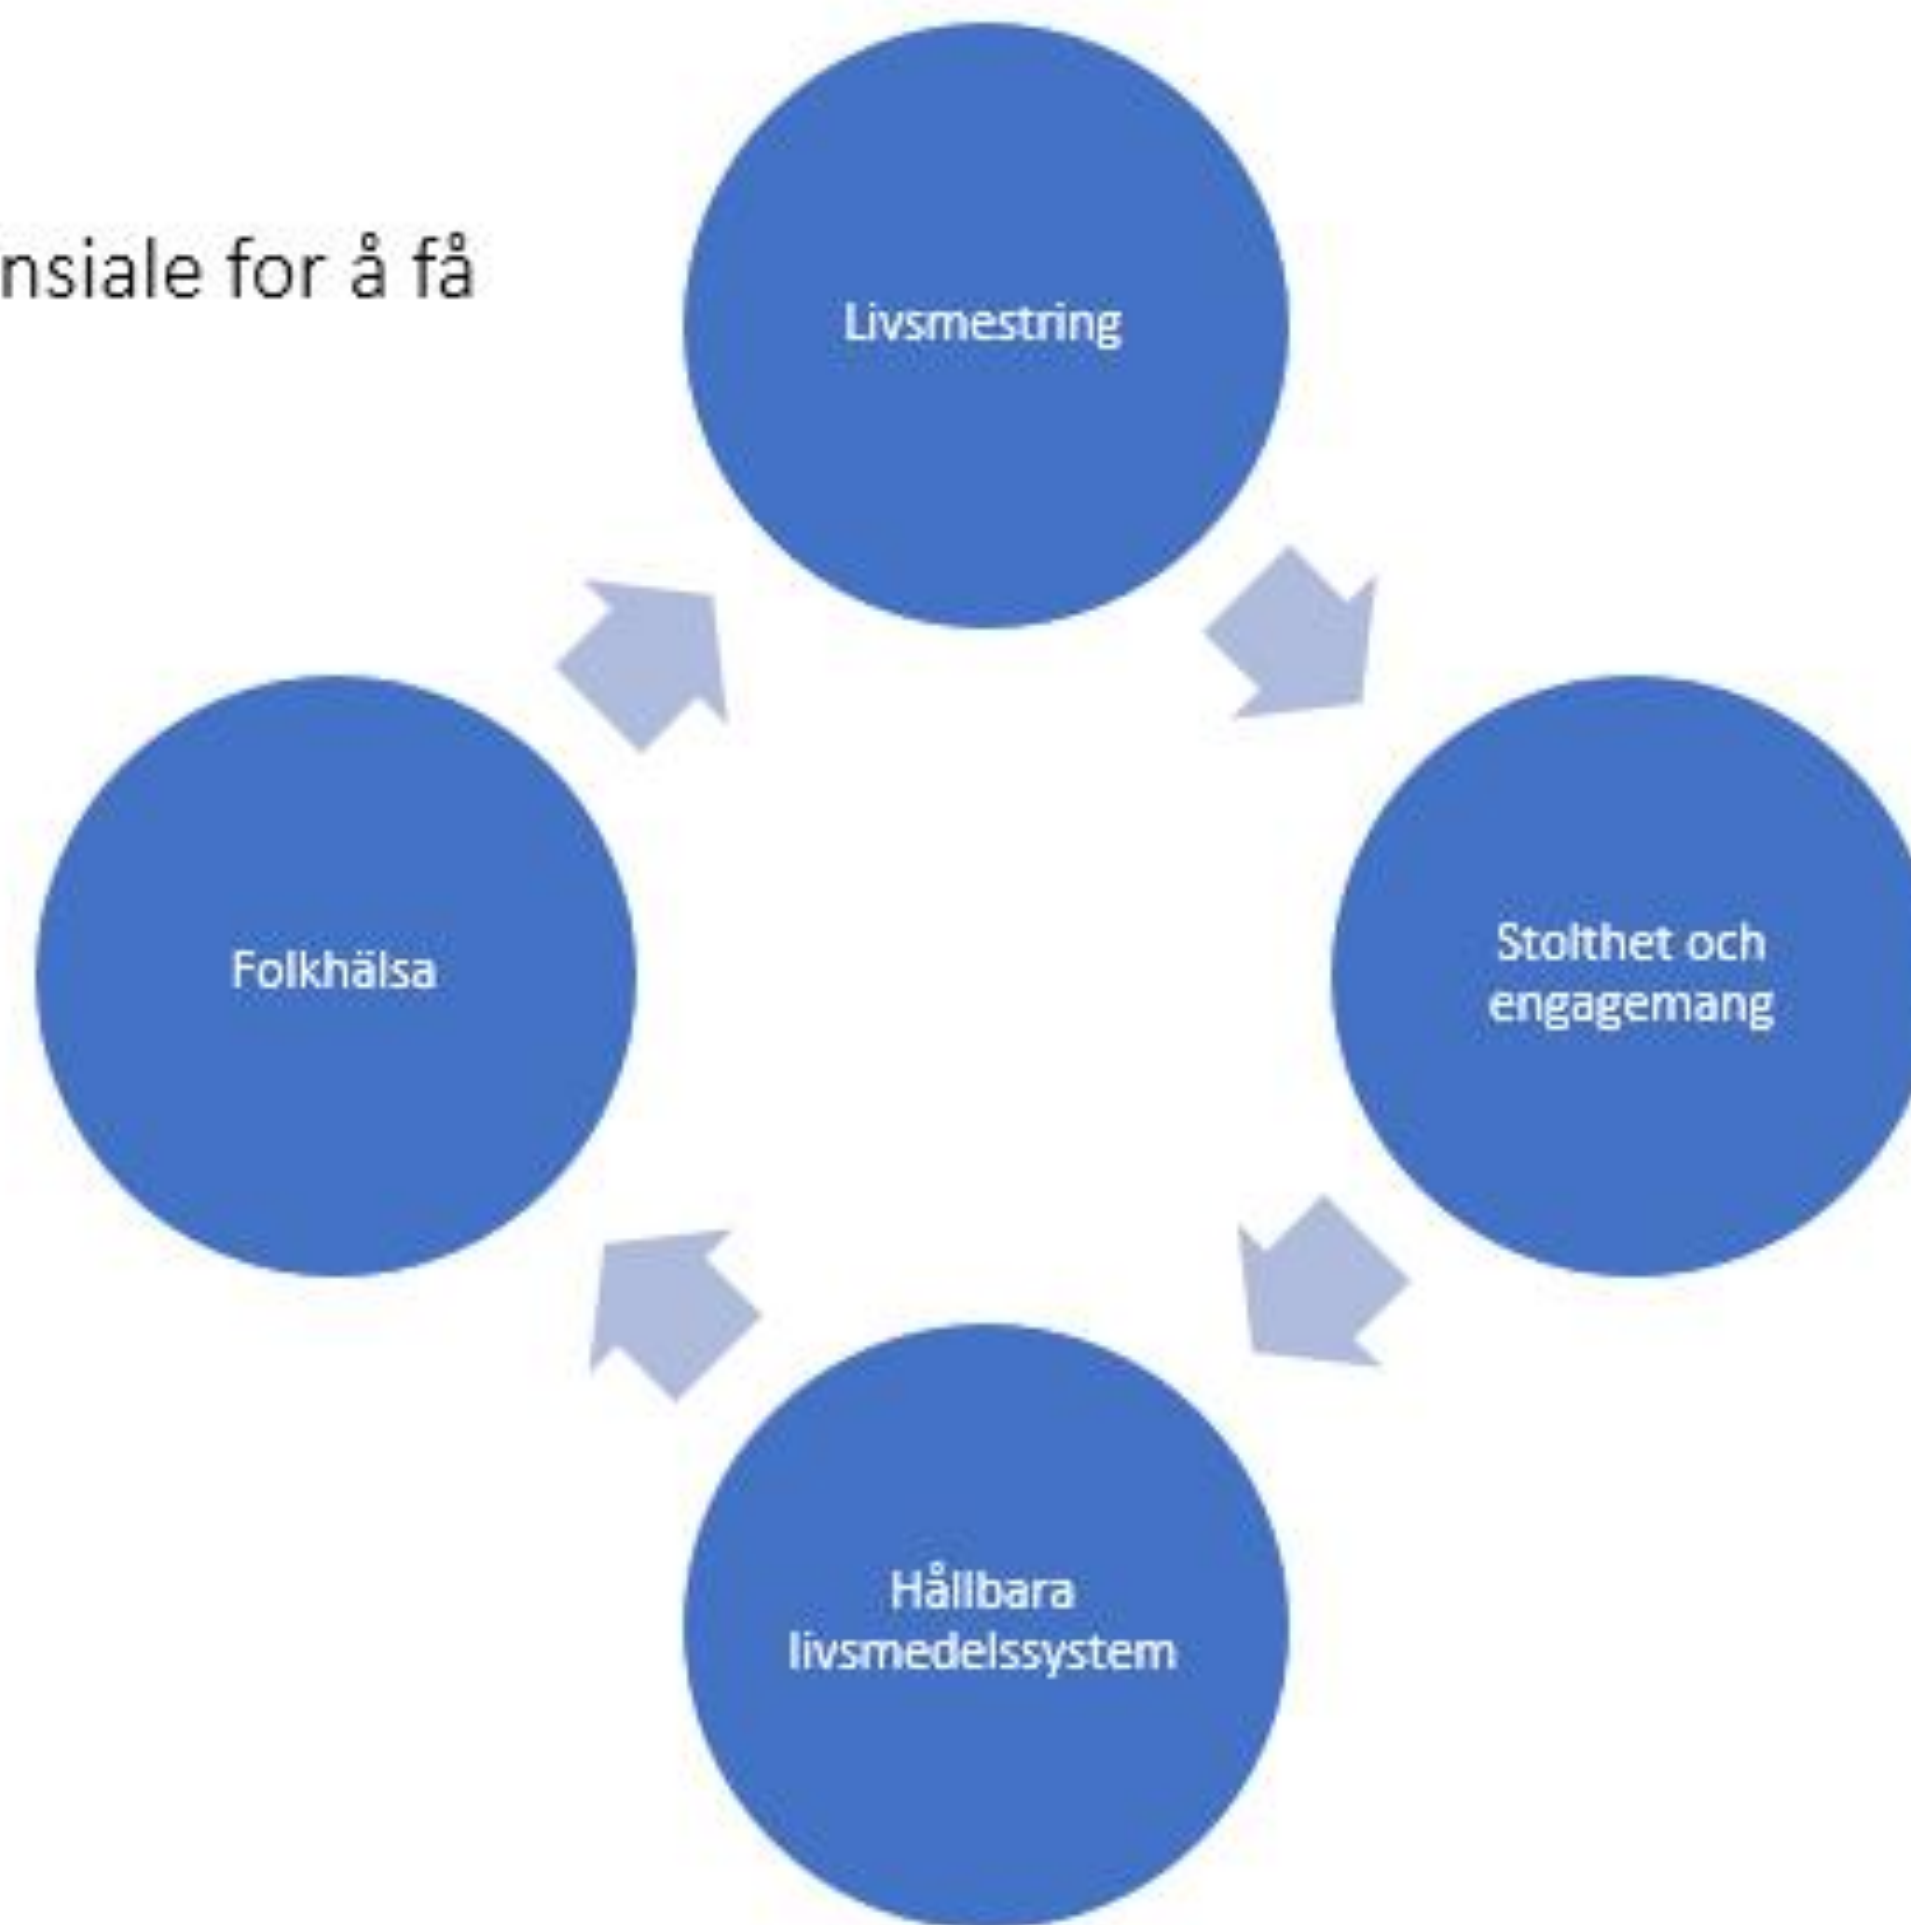 nsiale for å få
Livsmestring
Stolthet och
engagemang
Hållbara
livsmedelssystem
Folkhälsa